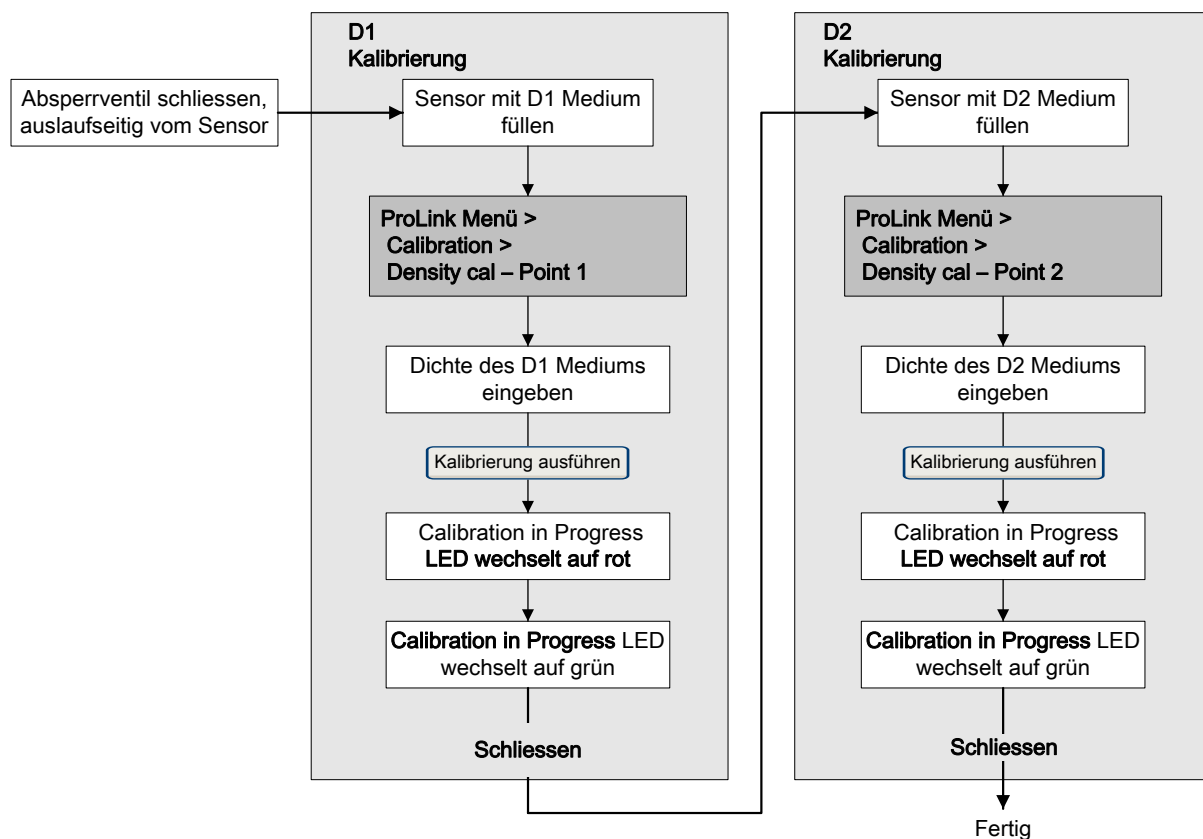 Absperrventil schliessen,
auslaufseitig vom Sensor
D1
Kalibrierung
Sensor mit D1 Medium
füllen
ProLink Menü >
Calibration >
Density cal – Point 1
Dichte des D1 Mediums
eingeben
Kalibrierung ausführen
Calibration in Progress
LED wechselt auf rot
Calibration in Progress LED
wechselt auf grün
Schliessen
D2
Kalibrierung
Sensor mit D2 Medium
füllen
ProLink Menü >
Calibration >
Density cal – Point 2
Dichte des D2 Mediums
eingeben
Kalibrierung ausführen
Calibration in Progress
LED wechselt auf rot
Calibration in Progress LED
wechselt auf grün
Schliessen
Fertig